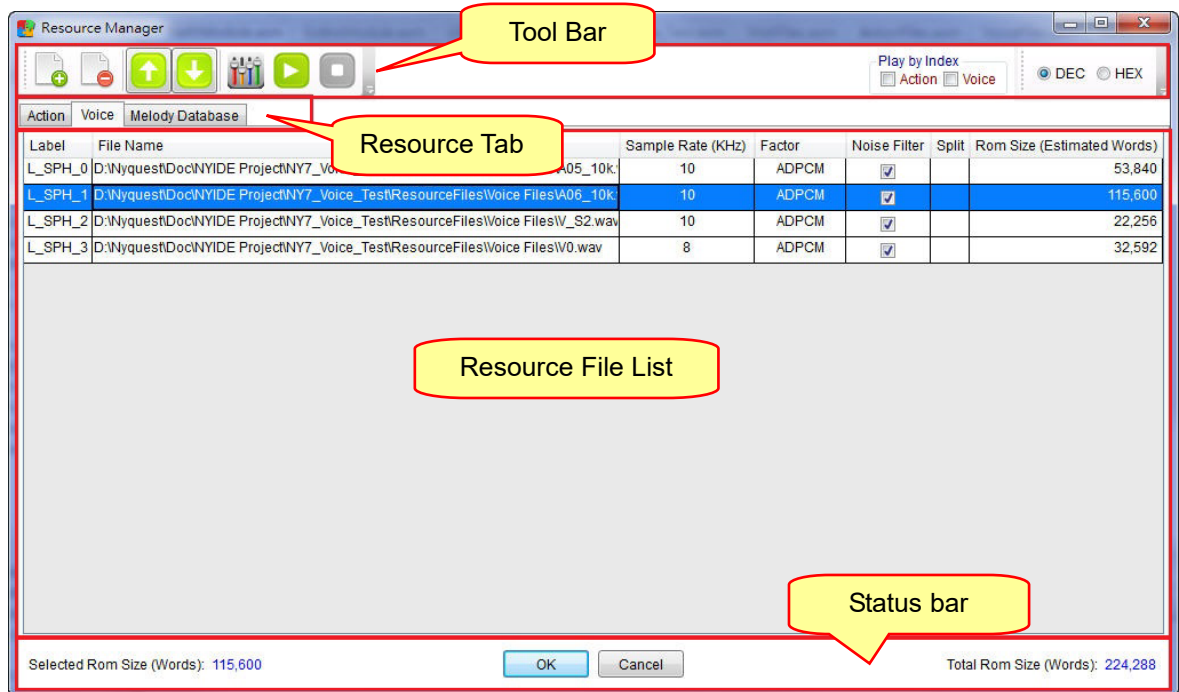 Resource Manager
Tool Bar
Play by Index
Action Voice
DEC HEX
Action Voice Melody Database
Resource Tab
Label File Name Sample Rate (KHz) Factor Noise Filter Split Rom Size (Estimated Words)
L_SPH_0 D:\Nyquest\Doc\NYIDE Project\NY7_Voi A05_10k. 10 ADPCM 53,840
L_SPH_1 D:\Nyquest\Doc\NYIDE Project\NY7_Voice_Test\ResourceFiles\Voice Files\A06_10k. 10 ADPCM 115,600
L_SPH_2 D:\Nyquest\Doc\NYIDE Project\NY7_Voice_Test\ResourceFiles\Voice Files\V_S2.wav 10 ADPCM 22,256
L_SPH_3 D:\Nyquest\Doc\NYIDE Project\NY7_Voice_Test\ResourceFiles\Voice Files\V0.wav 8 ADPCM 32,592
Resource File List
Status bar
Selected Rom Size (Words): 115,600 OK Cancel Total Rom Size (Words): 224,288